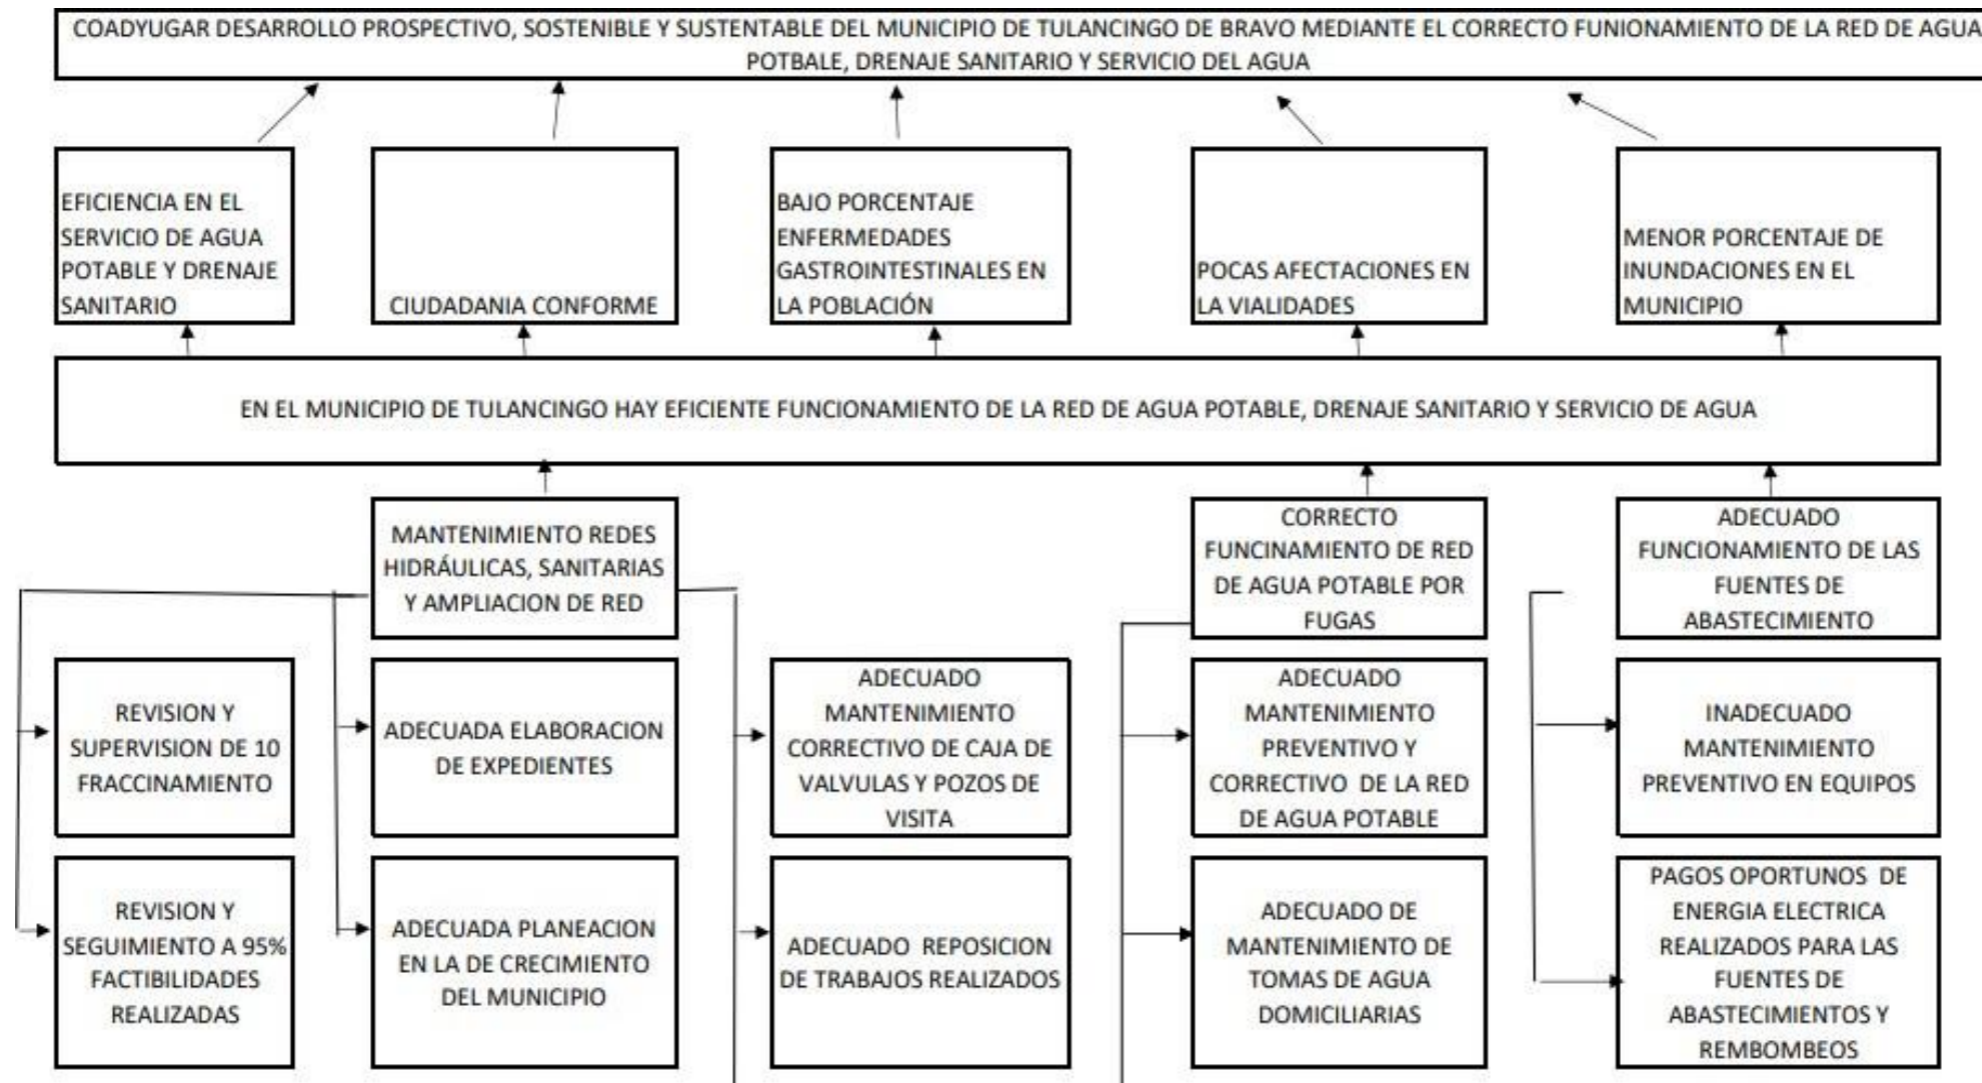 COADYUGAR DESARROLLO PROSPECTIVO, SOSTENIBLE Y SUSTENTABLE DEL MUNICIPIO DE TULANCINGO DE BRAVO MEDIANTE EL CORRECTO FUNIONAMIENTO DE LA RED DE AGUA
POTBALE, DRENAJE SANITARIO Y SERVICIO DEL AGUA
EFICIENCIA EN EL
SERVICIO DE AGUA
POTABLE Y DRENAJE
SANITARIO
CIUDADANIA CONFORME
BAJO PORCENTAJE
ENFERMEDADES
GASTROINTESTINALES EN
LA POBLACIÓN
POCAS AFECTACIONES EN
LA VIALIDADES
MENOR PORCENTAJE DE
INUNDACIONES EN EL
MUNICIPIO
EN EL MUNICIPIO DE TULANCINGO HAY EFICIENTE FUNCIONAMIENTO DE LA RED DE AGUA POTABLE, DRENAJE SANITARIO Y SERVICIO DE AGUA
MANTENIMIENTO REDES
HIDRÁULICAS, SANITARIAS
Y AMPLIACION DE RED
CORRECTO
FUNCINAMIENTO DE RED
DE AGUA POTABLE POR
FUGAS
ADECUADO
FUNCIONAMIENTO DE LAS
FUENTES DE
ABASTECIMIENTO
REVISION Y
SUPERVISION DE 10
FRACCINAMIENTO
ADECUADA ELABORACION
DE EXPEDIENTES
ADECUADO
MANTENIMIENTO
CORRECTIVO DE CAJA DE
VALVULAS Y POZOS DE
VISITA
ADECUADO
MANTENIMIENTO
PREVENTIVO Y
CORRECTIVO DE LA RED
DE AGUA POTABLE
INADECUADO
MANTENIMIENTO
PREVENTIVO EN EQUIPOS
REVISION Y
SEGUIMIENTO A 95%
FACTIBILIDADES
REALIZADAS
ADECUADA PLANEACION
EN LA DE CRECIMIENTO
DEL MUNICIPIO
ADECUADO REPOSICION
DE TRABAJOS REALIZADOS
ADECUADO DE
MANTENIMIENTO DE
TOMAS DE AGUA
DOMICILIARIAS
PAGOS OPORTUNOS DE
ENERGIA ELECTRICA
REALIZADOS PARA LAS
FUENTES DE
ABASTECIMIENTOS Y
REMBOMBEOS